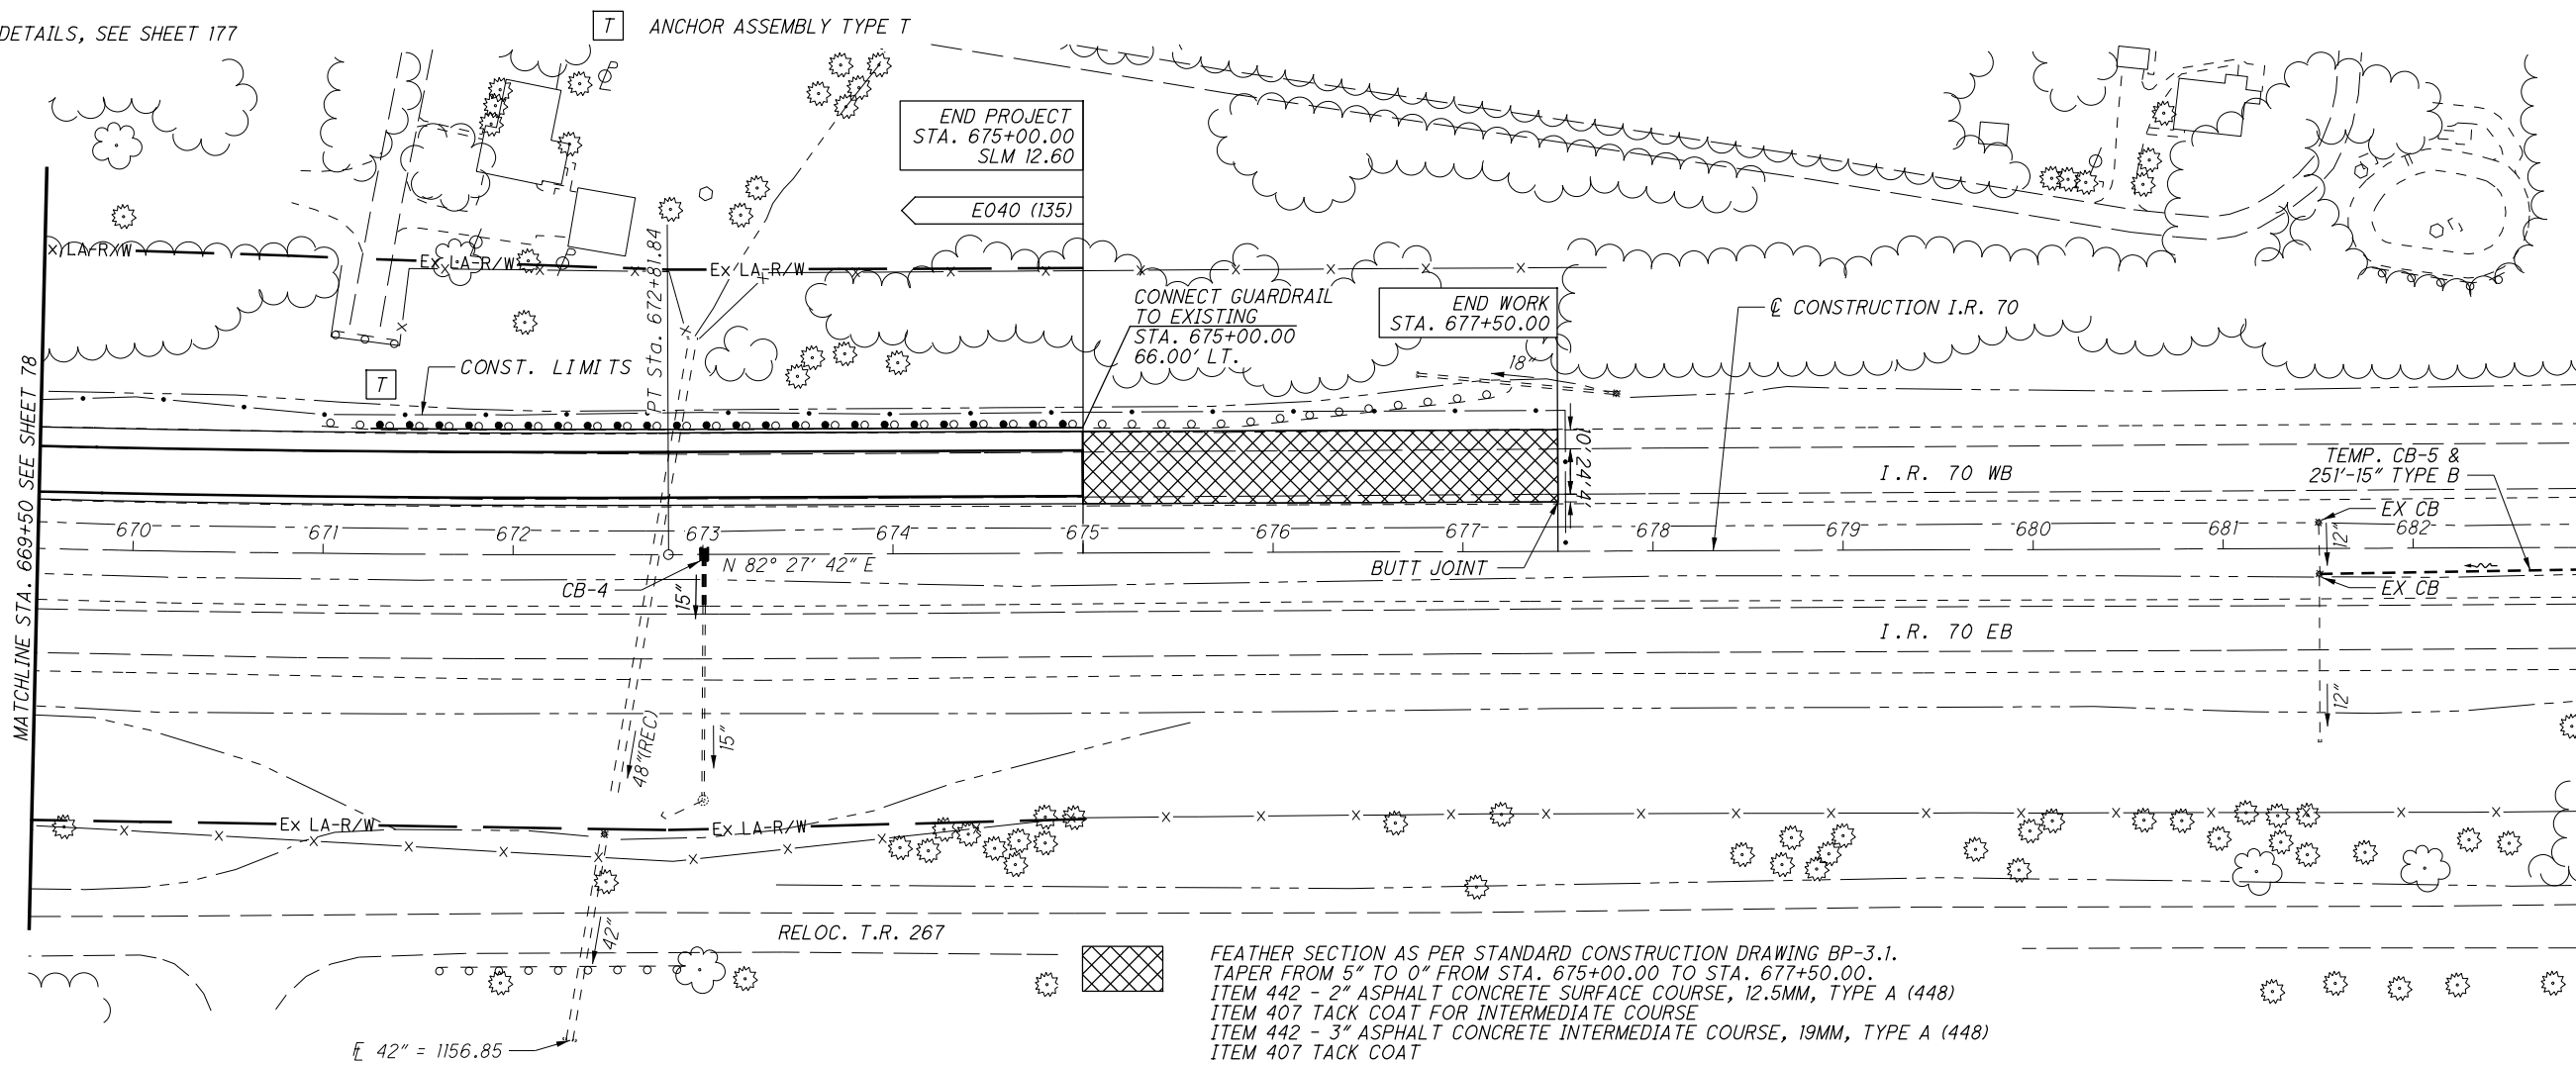 DETAILS, SEE SHEET 177
T
ANCHOR ASSEMBLY TYPE T
END PROJECT
STA. 675+00.00
SLM 12.60
E040 (135)
LA-R/W
Ex LA-R/W
Ex LA-R/W
PT Sta. 672+81.84
CONNECT GUARDRAIL
TO EXISTING
STA. 675+00.00
66.00' LT.
END WORK
STA. 677+50.00
℄ CONSTRUCTION I.R. 70
CONST. LIMITS
T
18"
MATCHLINE STA. 669+50 SEE SHEET 78
10'
24'
4'
I.R. 70 WB
TEMP. CB-5 &
251'-15" TYPE B
EX CB
670
671
672
673
674
675
676
677
678
679
680
681
682
12"
N 82° 27' 42" E
BUTT JOINT
CB-4
15"
EX CB
I.R. 70 EB
12"
48"(REC)
15"
Ex LA-R/W
Ex LA-R/W
42"
RELOC. T.R. 267
FEATHER SECTION AS PER STANDARD CONSTRUCTION DRAWING BP-3.1.
TAPER FROM 5" TO 0" FROM STA. 675+00.00 TO STA. 677+50.00.
ITEM 442 - 2" ASPHALT CONCRETE SURFACE COURSE, 12.5MM, TYPE A (448)
ITEM 407 TACK COAT FOR INTERMEDIATE COURSE
ITEM 442 - 3" ASPHALT CONCRETE INTERMEDIATE COURSE, 19MM, TYPE A (448)
ITEM 407 TACK COAT
FL 42" = 1156.85